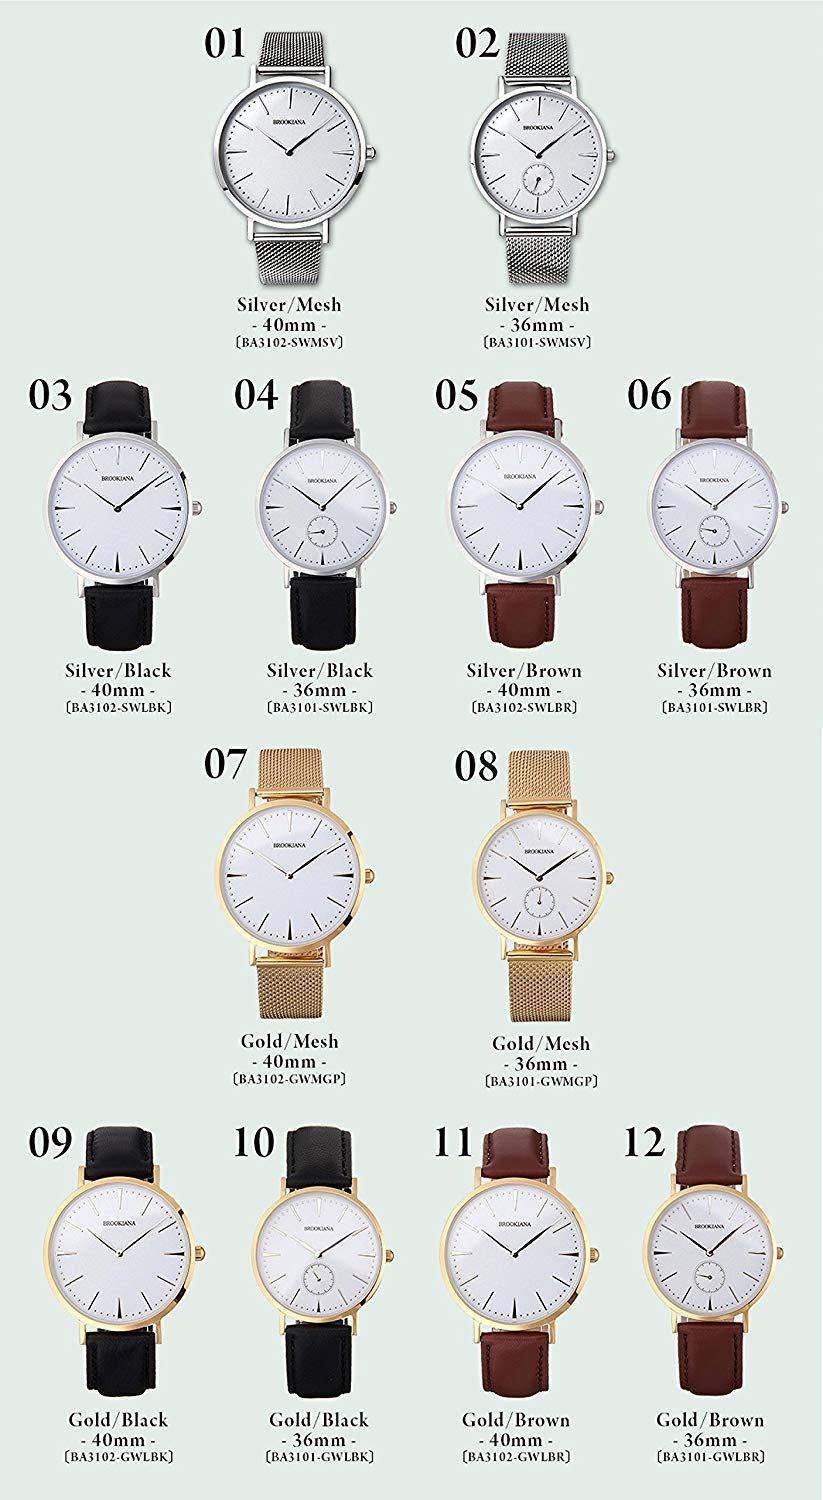 01
BROOKIANA
Silver/Mesh
- 40mm -
〔BA3102-SWMSV〕
02
BROOKIANA
Silver/Mesh
- 36mm -
〔BA3101-SWMSV〕
03
BROOKIANA
Silver/Black
- 40mm -
〔BA3102-SWLBK〕
04
BROOKIANA
Silver/Black
- 36mm -
〔BA3101-SWLBK〕
05
BROOKIANA
Silver/Brown
- 40mm -
〔BA3102-SWLBR〕
06
BROOKIANA
Silver/Brown
- 36mm -
〔BA3101-SWLBR〕
07
BROOKIANA
Gold/Mesh
- 40mm -
〔BA3102-GWMGP〕
08
BROOKIANA
Gold/Mesh
- 36mm -
〔BA3101-GWMGP〕
09
BROOKIANA
Gold/Black
- 40mm -
〔BA3102-GWLBK〕
10
BROOKIANA
Gold/Black
- 36mm -
〔BA3101-GWLBK〕
11
BROOKIANA
Gold/Brown
- 40mm -
〔BA3102-GWLBR〕
12
BROOKIANA
Gold/Brown
- 36mm -
〔BA3101-GWLBR〕